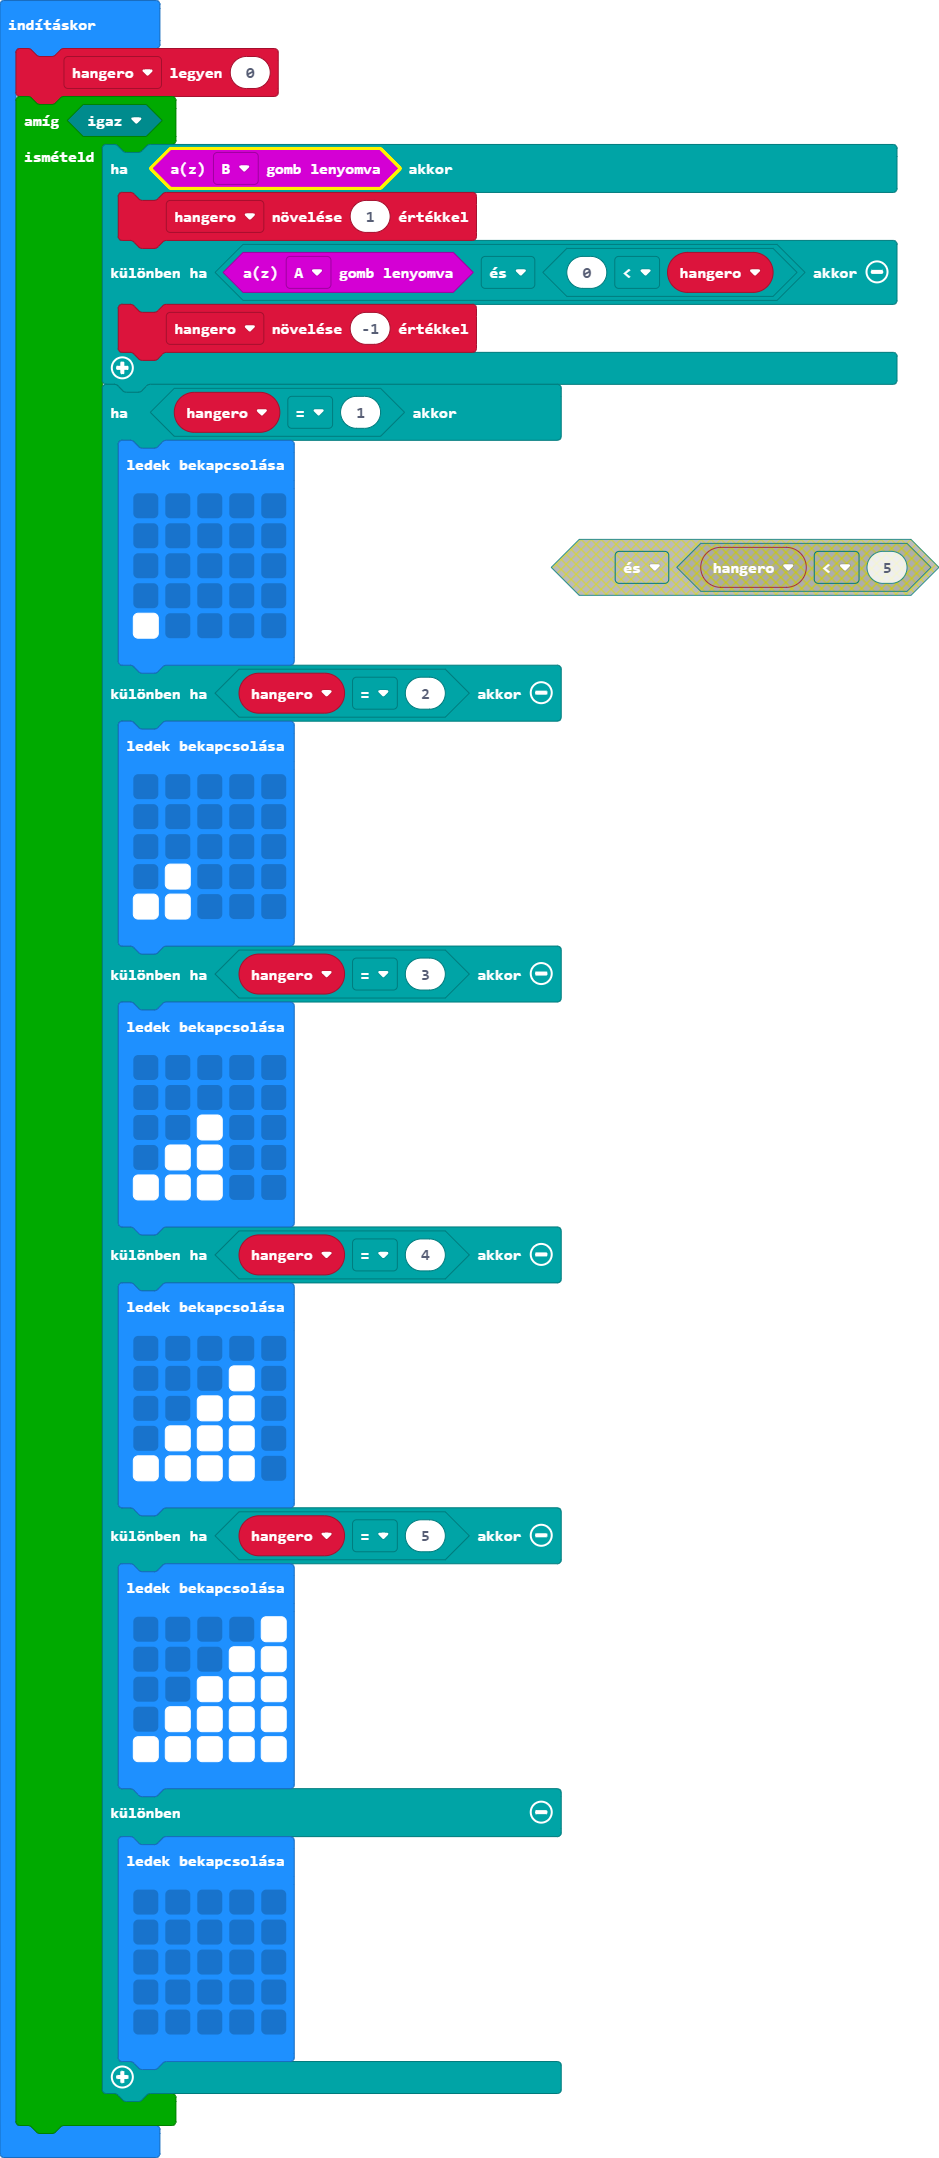 indításkor
hangero legyen 0
amíg igaz
ismételd
ha a(z) B gomb lenyomva akkor
hangero növelése 1 értékkel
különben ha a(z) A gomb lenyomva és 0 < hangero akkor
hangero növelése -1 értékkel
ha hangero = 1 akkor
ledek bekapcsolása
és hangero < 5
különben ha hangero = 2 akkor
ledek bekapcsolása
különben ha hangero = 3 akkor
ledek bekapcsolása
különben ha hangero = 4 akkor
ledek bekapcsolása
különben ha hangero = 5 akkor
ledek bekapcsolása
különben
ledek bekapcsolása